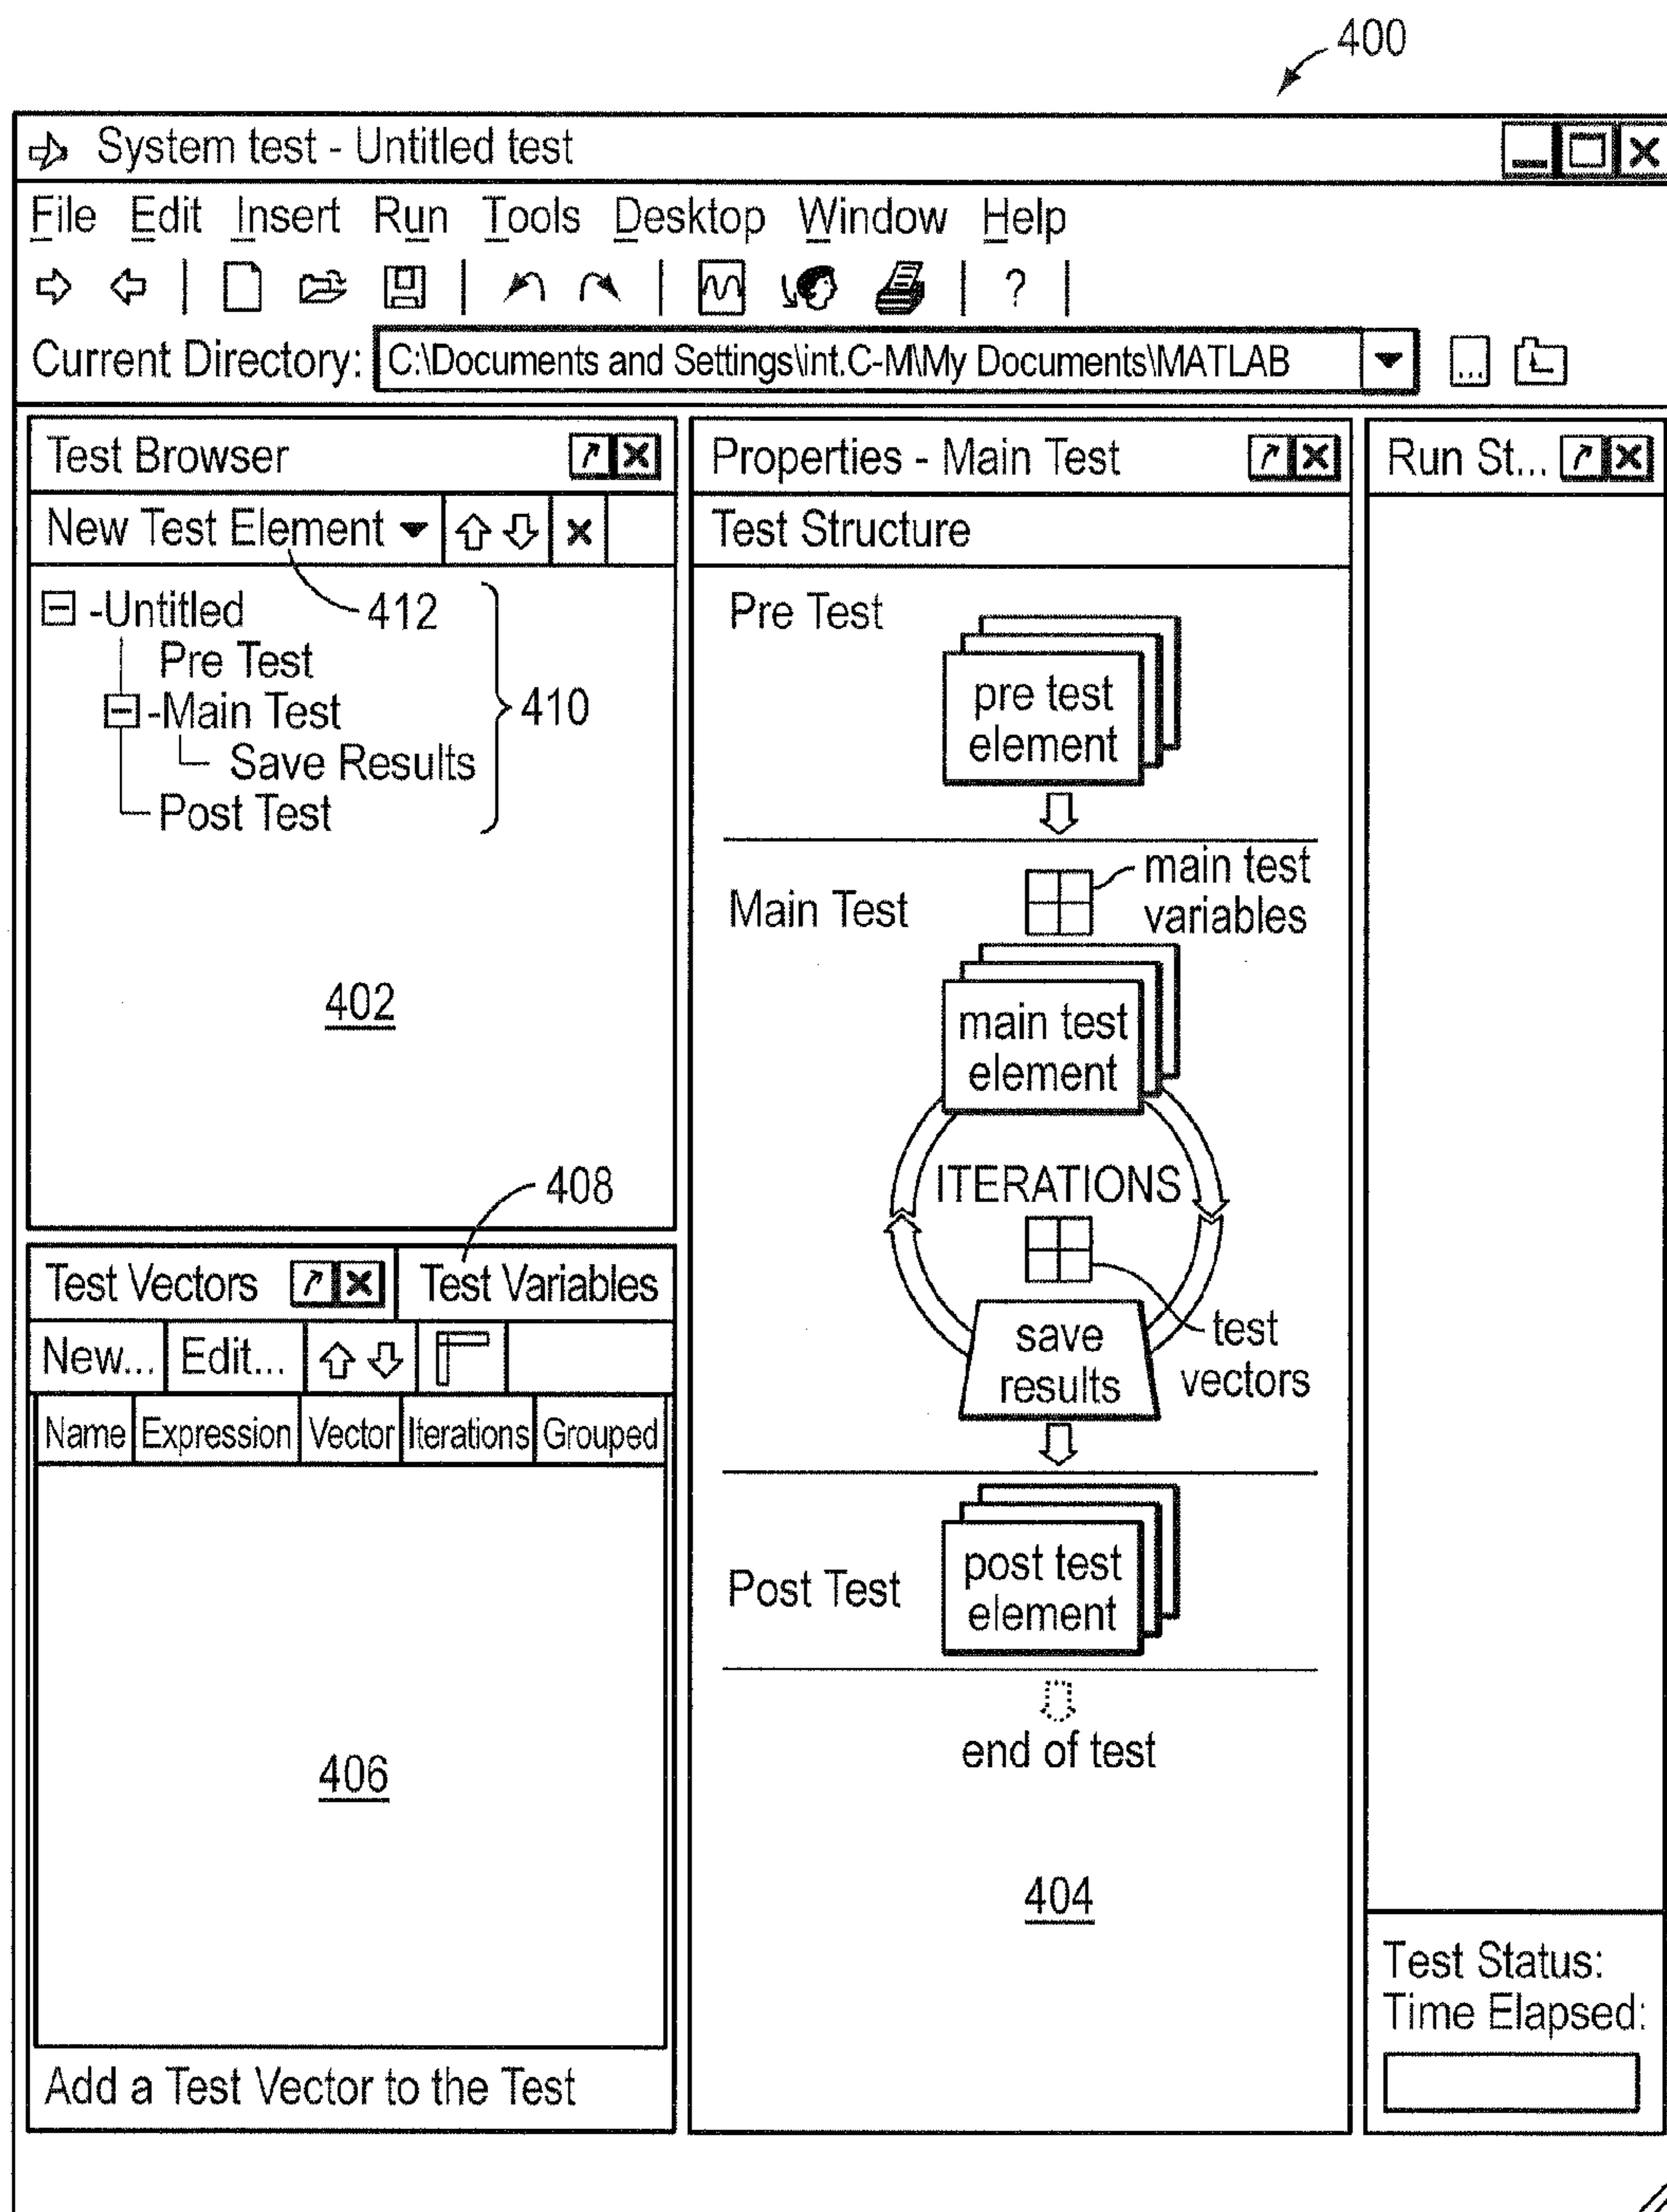 400
System test - Untitled test
File Edit Insert Run Tools Desktop Window Help
?
Current Directory: C:\Documents and Settings\int.C-M\My Documents\MATLAB ...
Test Browser
New Test Element
-Untitled
412
Pre Test
-Main Test
410
Save Results
Post Test
402
408
Test Vectors Test Variables
New... Edit...
Name Expression Vector Iterations Grouped
406
Add a Test Vector to the Test
Properties - Main Test
Test Structure
Pre Test
pre test
element
main test
variables
Main Test
main test
element
ITERATIONS
save
results
test
vectors
Post Test
post test
element
end of test
404
Run St...
Test Status:
Time Elapsed: